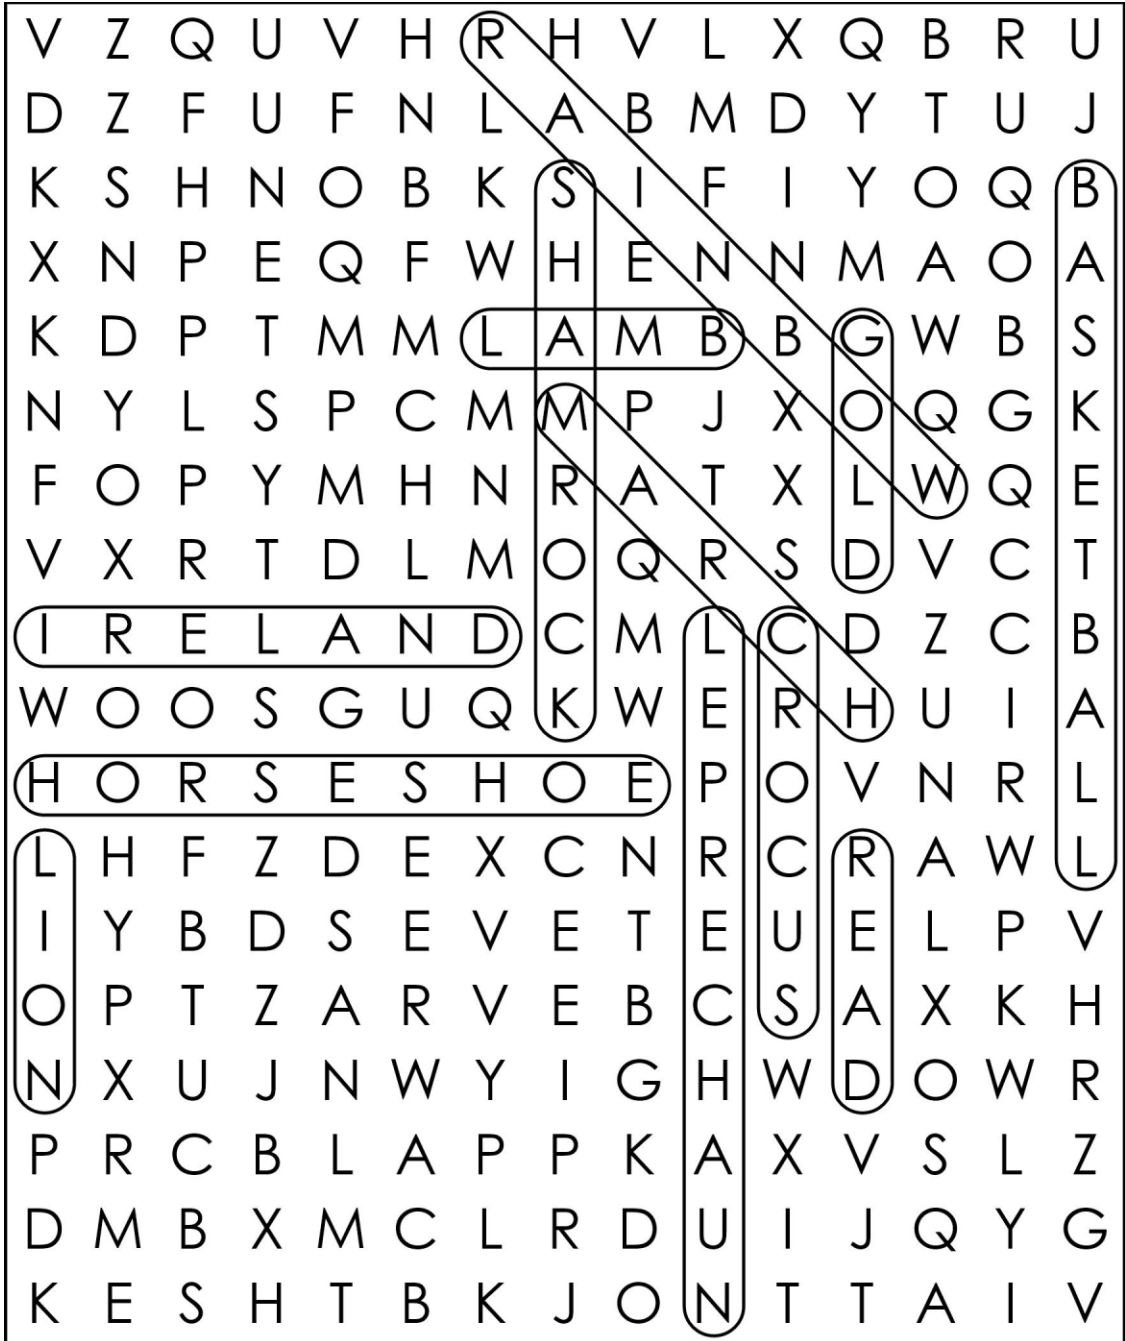 V Z Q U V H R H V L X Q B R U
D Z F U F N L A B M D Y T U J
K S H N O B K S I F I Y O Q B
X N P E Q F W H E N N M A O A
K D P T M M L A M B B G W B S
N Y L S P C M M P J X O Q G K
F O P Y M H N R A T X L W Q E
V X R T D L M O Q R S D V C T
I R E L A N D C M L C D Z C B
W O O S G U Q K W E R H U I A
H O R S E S H O E P O V N R L
L H F Z D E X C N R C R A W L
I Y B D S E V E T E U E L P V
O P T Z A R V E B C S A X K H
N X U J N W Y I G H W D O W R
P R C B L A P P K A X V S L Z
D M B X M C L R D U I J Q Y G
K E S H T B K J O N T T A I V